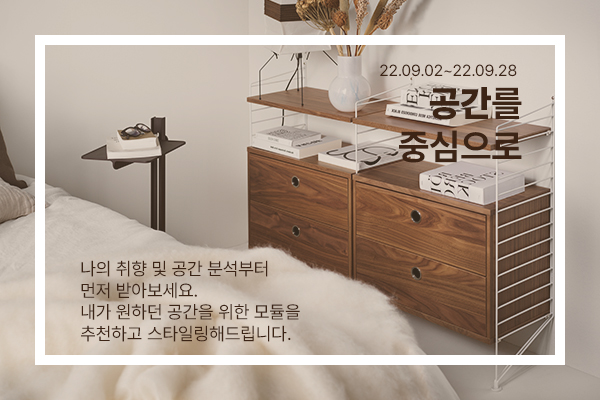 22.09.02~22.09.28
공간를
중심으로
나의 취향 및 공간 분석부터
먼저 받아보세요.
내가 원하던 공간을 위한 모듈을
추천하고 스타일링해드립니다.